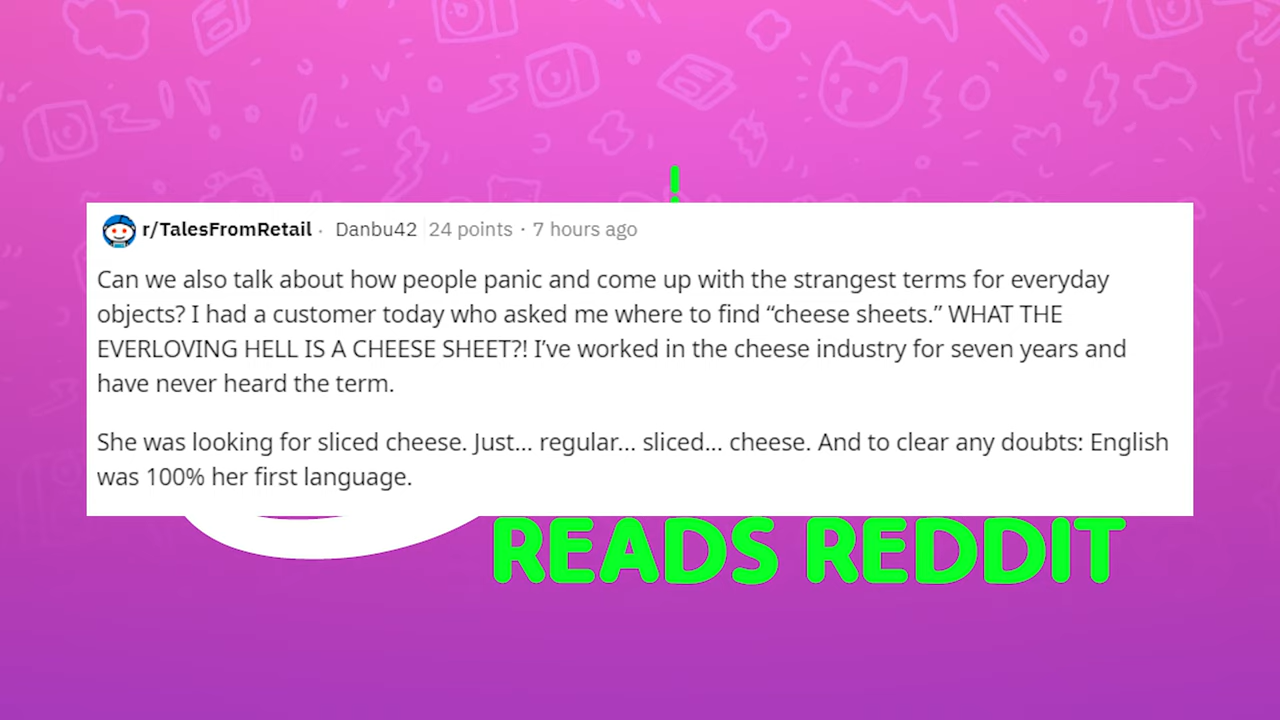 !
r/TalesFromRetail · Danbu42 24 points · 7 hours ago
Can we also talk about how people panic and come up with the strangest terms for everyday
objects? I had a customer today who asked me where to find “cheese sheets.” WHAT THE
EVERLOVING HELL IS A CHEESE SHEET?! I’ve worked in the cheese industry for seven years and
have never heard the term.
She was looking for sliced cheese. Just... regular... sliced... cheese. And to clear any doubts: English
was 100% her first language.
READS REDDIT